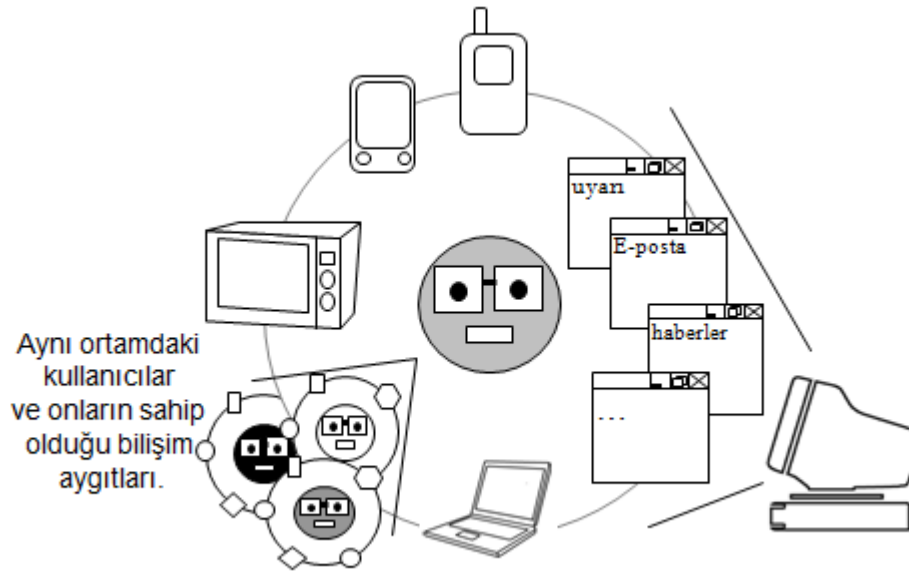 uyarı
E-posta
haberler
. . .
Aynı ortamdaki
kullanıcılar
ve onların sahip
olduğu bilişim
aygıtları.